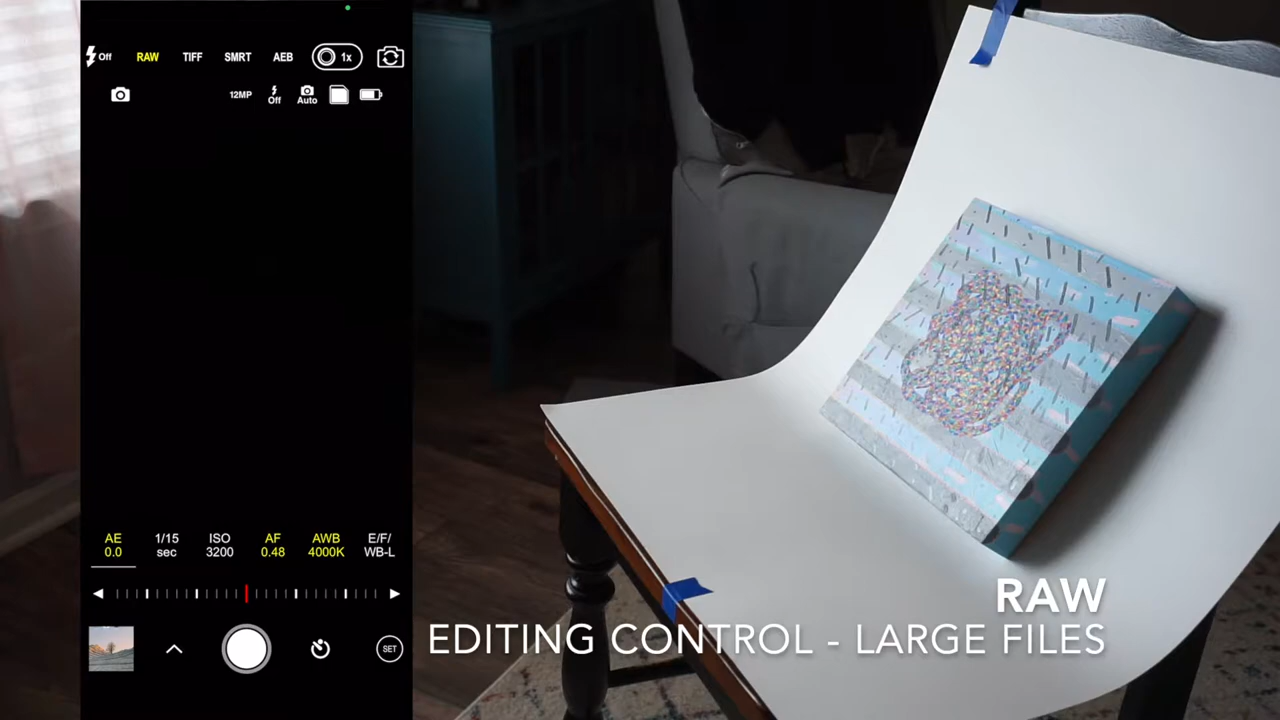 Off RAW TIFF SMRT AEB 1x
12MP Off Auto
AE 1/15 ISO AF AWB E/F/
0.0 sec 3200 0.48 4000K WB-L
SET
RAW
EDITING CONTROL - LARGE FILES